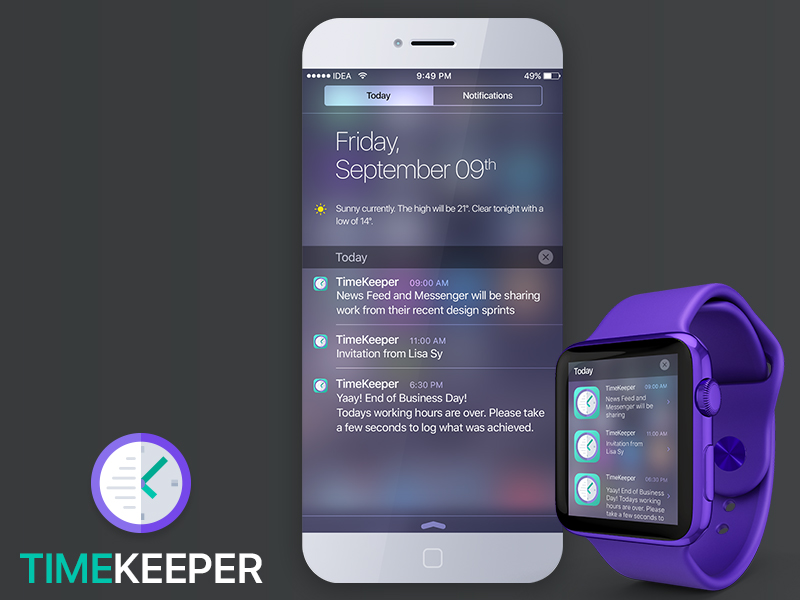 IDEA
9:49 PM
49%
Today
Notifications
Friday,
September 09th
Sunny currently. The high will be 21°. Clear tonight with a
low of 14°.
Today
TimeKeeper 09:00 AM
News Feed and Messenger will be sharing
work from their recent design sprints
TimeKeeper 11:00 AM
Invitation from Lisa Sy
TimeKeeper 6:30 PM
Yaay! End of Business Day!
Todays working hours are over. Please take
a few seconds to log what was achieved.
Today
TimeKeeper 09:00 AM
News Feed and
Messenger will be
sharing
TimeKeeper 11:00 AM
Invitation from
Lisa Sy
TimeKeeper 06:30 PM
Yaay! End of Business
Day! Todays working
hours are over. Please
take a few seconds to
TIMEKEEPER